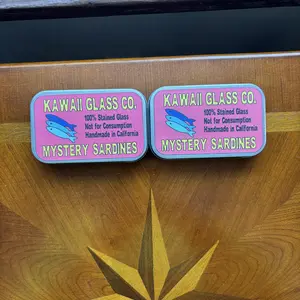 KAWAII GLASS CO.
100% Stained Glass
Not for Consumption
Handmade in California
MYSTERY SARDINES
KAWAII GLASS CO.
100% Stained Glass
Not for Consumption
Handmade in California
MYSTERY SARDINES